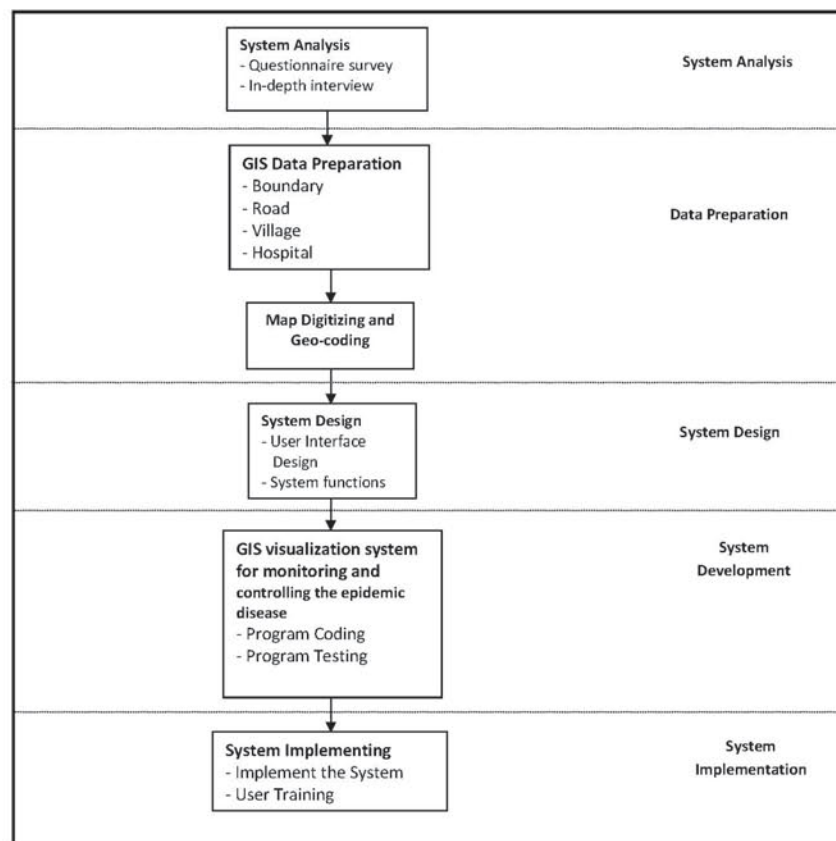 System Analysis
- Questionnaire survey
- In-depth interview
System Analysis
GIS Data Preparation
- Boundary
- Road
- Village
- Hospital
Data Preparation
Map Digitizing and
Geo-coding
System Design
- User Interface
Design
- System functions
System Design
GIS visualization system
for monitoring and
controlling the epidemic
disease
- Program Coding
- Program Testing
System
Development
System Implementing
- Implement the System
- User Training
System
Implementation